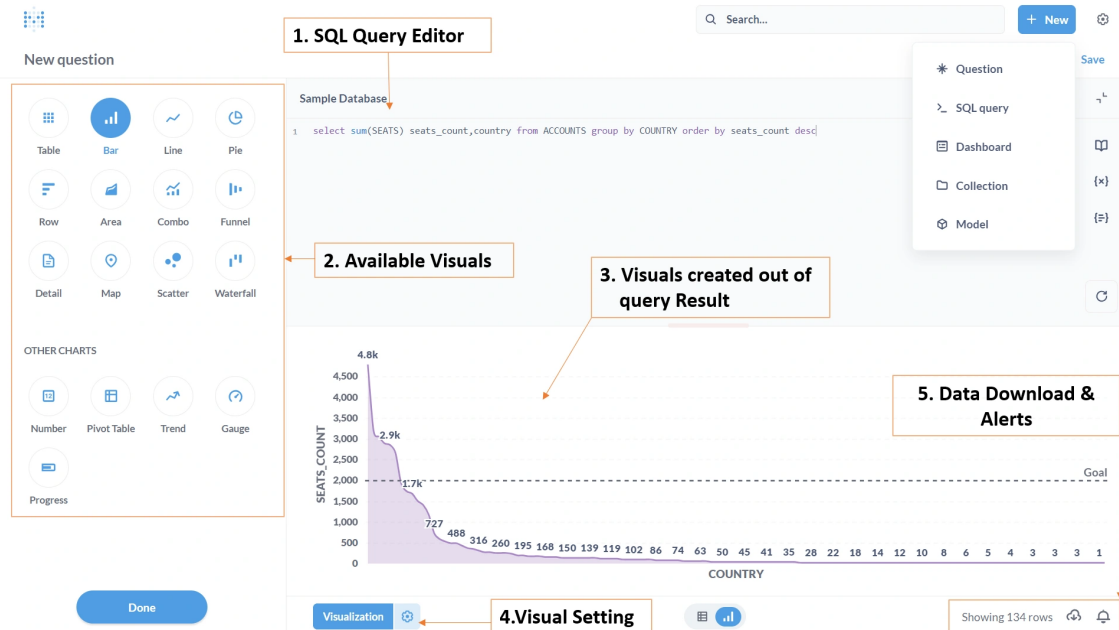 1. SQL Query Editor
Search...
+ New
New question
Save
Question
SQL query
Dashboard
Collection
Model
Sample Database
1 select sum(SEATS) seats_count,country from ACCOUNTS group by COUNTRY order by seats_count desc
Table Bar Line Pie
Row Area Combo Funnel
Detail Map Scatter Waterfall
2. Available Visuals
3. Visuals created out of
query Result
OTHER CHARTS
12
Number Pivot Table Trend Gauge
Progress
5. Data Download &
Alerts
4.8k
4,500
4,000
3,500
3,000
2,500
2,000
1,500
1,000
500
0
SEATS_COUNT
2.9k
1.7k
Goal
727 488 316 260 195 168 150 139 119 102 86 74 63 50 45 41 35 28 22 18 14 12 10 8 6 5 4 3 3 3 1
COUNTRY
Done
Visualization
4.Visual Setting
Showing 134 rows